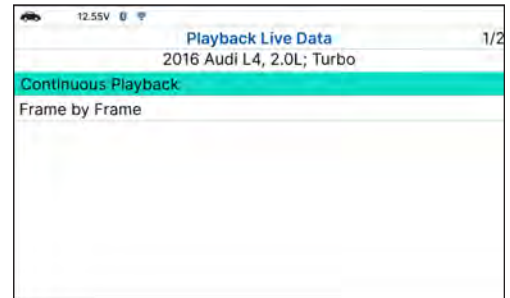 12.55V
Playback Live Data 1/2
2016 Audi L4, 2.0L; Turbo
Continuous Playback
Frame by Frame